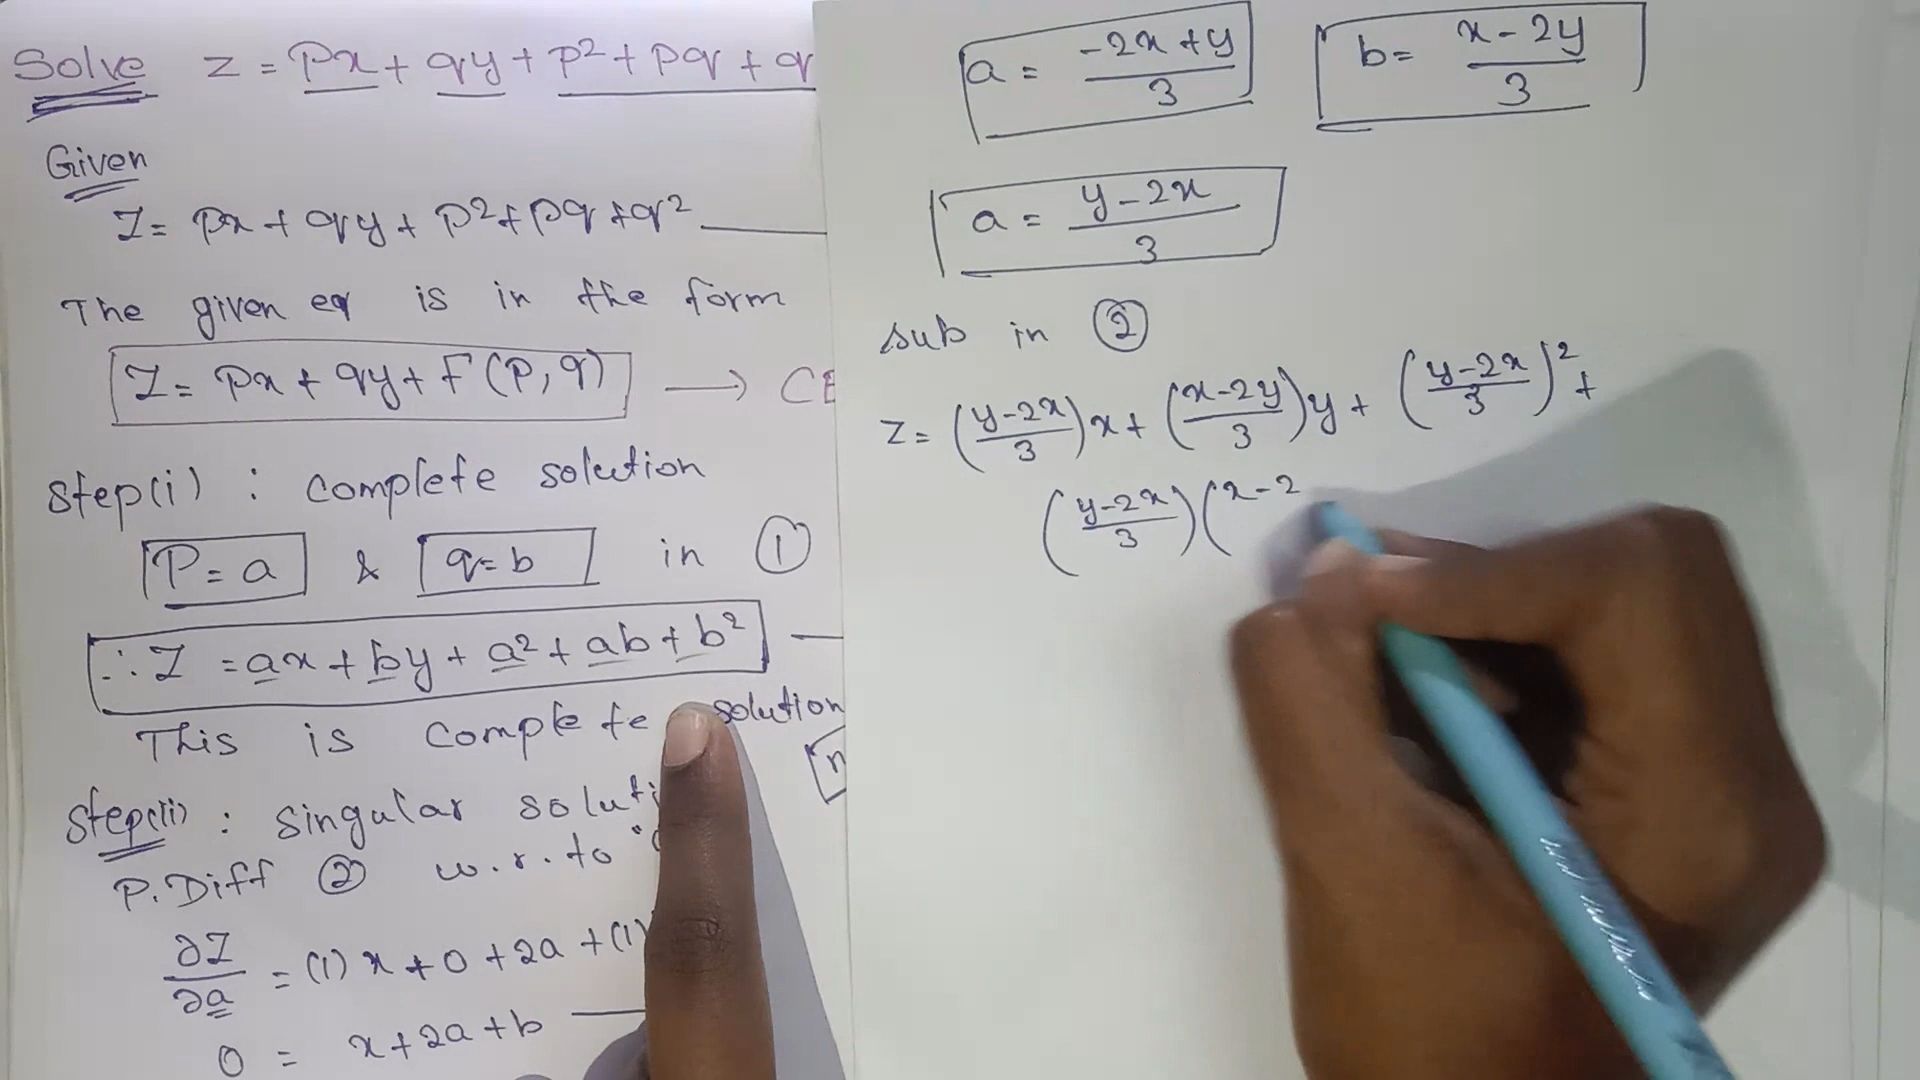 Solve z = px + qy + p² + pq + q
Given
Z = px + qy + p² + pq + q²
The given eq is in the form
Z = px + qy + F(P, q) → C
Step(i) : complete solution
P = a & q = b in ①
∴ Z = ax + by + a² + ab + b²
This is complete solution
Step(ii) : singular soluti
P. Diff ② w.r.to
∂Z/∂a = (1) x + 0 + 2a + (1)
0 = x + 2a + b
a = (-2x + y)/3
b = (x - 2y)/3
a = (y - 2x)/3
sub in ②
z = ((y-2x)/3)x + ((x-2y)/3)y + ((y-2x)/3)² +
((y-2x)/3)(x-2